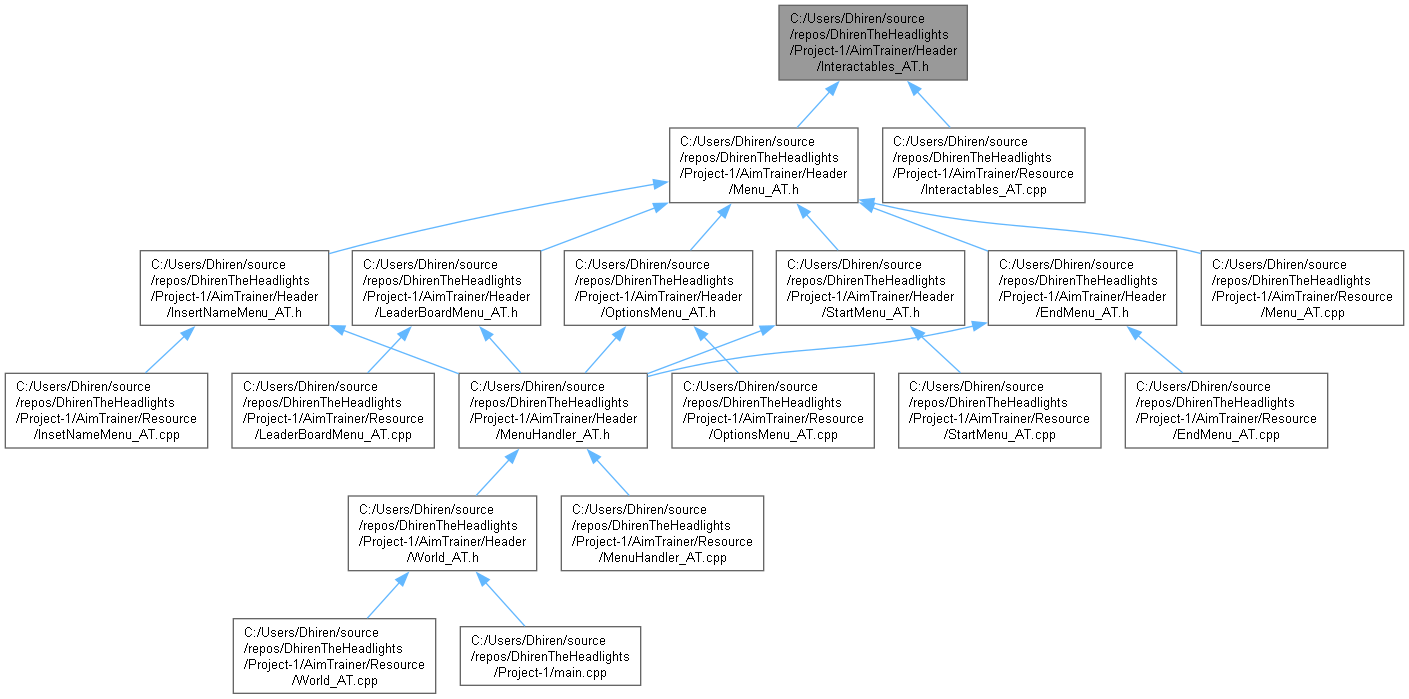 C:/Users/Dhiren/source
/repos/DhirenTheHeadlights
/Project-1/AimTrainer/Header
/Interactables_AT.h
C:/Users/Dhiren/source
/repos/DhirenTheHeadlights
/Project-1/AimTrainer/Header
/Menu_AT.h
C:/Users/Dhiren/source
/repos/DhirenTheHeadlights
/Project-1/AimTrainer/Resource
/Interactables_AT.cpp
C:/Users/Dhiren/source
/repos/DhirenTheHeadlights
/Project-1/AimTrainer/Header
/InsertNameMenu_AT.h
C:/Users/Dhiren/source
/repos/DhirenTheHeadlights
/Project-1/AimTrainer/Header
/LeaderBoardMenu_AT.h
C:/Users/Dhiren/source
/repos/DhirenTheHeadlights
/Project-1/AimTrainer/Header
/OptionsMenu_AT.h
C:/Users/Dhiren/source
/repos/DhirenTheHeadlights
/Project-1/AimTrainer/Header
/StartMenu_AT.h
C:/Users/Dhiren/source
/repos/DhirenTheHeadlights
/Project-1/AimTrainer/Header
/EndMenu_AT.h
C:/Users/Dhiren/source
/repos/DhirenTheHeadlights
/Project-1/AimTrainer/Resource
/Menu_AT.cpp
C:/Users/Dhiren/source
/repos/DhirenTheHeadlights
/Project-1/AimTrainer/Resource
/InsetNameMenu_AT.cpp
C:/Users/Dhiren/source
/repos/DhirenTheHeadlights
/Project-1/AimTrainer/Resource
/LeaderBoardMenu_AT.cpp
C:/Users/Dhiren/source
/repos/DhirenTheHeadlights
/Project-1/AimTrainer/Header
/MenuHandler_AT.h
C:/Users/Dhiren/source
/repos/DhirenTheHeadlights
/Project-1/AimTrainer/Resource
/OptionsMenu_AT.cpp
C:/Users/Dhiren/source
/repos/DhirenTheHeadlights
/Project-1/AimTrainer/Resource
/StartMenu_AT.cpp
C:/Users/Dhiren/source
/repos/DhirenTheHeadlights
/Project-1/AimTrainer/Resource
/EndMenu_AT.cpp
C:/Users/Dhiren/source
/repos/DhirenTheHeadlights
/Project-1/AimTrainer/Header
/World_AT.h
C:/Users/Dhiren/source
/repos/DhirenTheHeadlights
/Project-1/AimTrainer/Resource
/MenuHandler_AT.cpp
C:/Users/Dhiren/source
/repos/DhirenTheHeadlights
/Project-1/AimTrainer/Resource
/World_AT.cpp
C:/Users/Dhiren/source
/repos/DhirenTheHeadlights
/Project-1/main.cpp